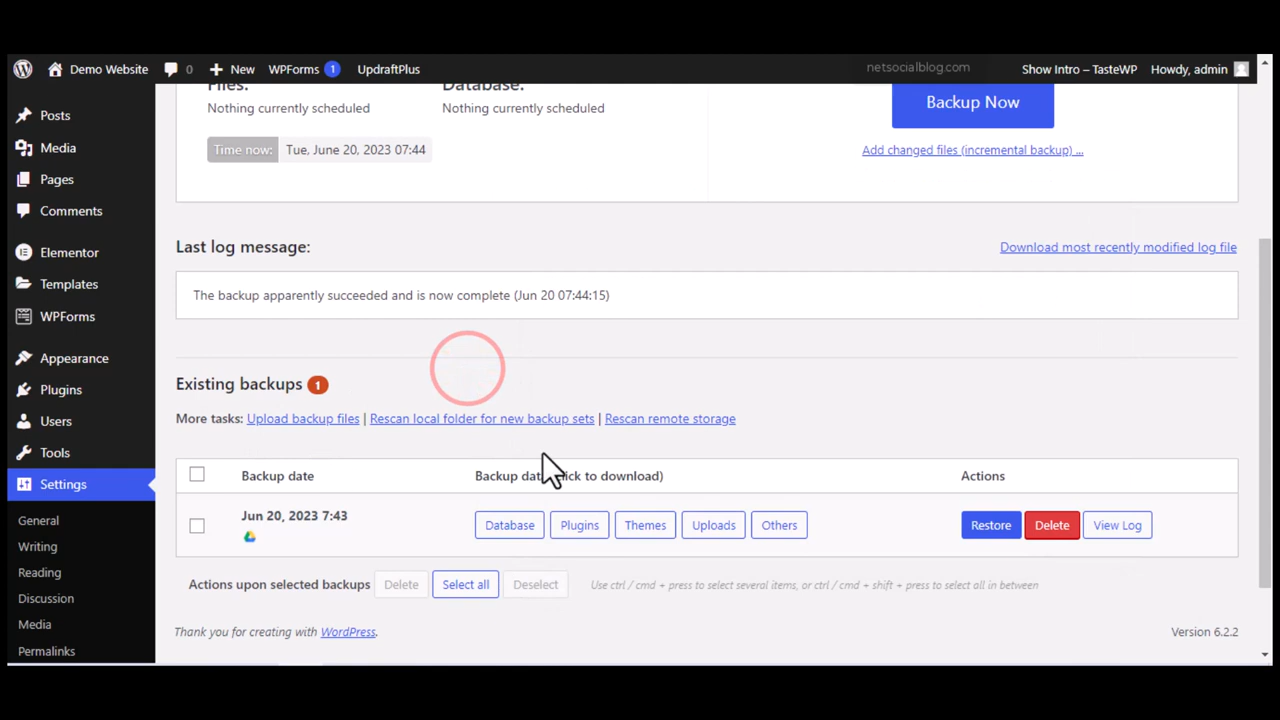 Demo Website 0 New WPForms 1 UpdraftPlus netsocialblog.com Show Intro – TasteWP Howdy, admin
Posts
Media
Pages
Comments
Elementor
Templates
WPForms
Appearance
Plugins
Users
Tools
Settings
General
Writing
Reading
Discussion
Media
Permalinks
Files: Database:
Nothing currently scheduled Nothing currently scheduled
Time now: Tue, June 20, 2023 07:44
Backup Now
Add changed files (incremental backup) ...
Last log message: Download most recently modified log file
The backup apparently succeeded and is now complete (Jun 20 07:44:15)
Existing backups 1
More tasks: Upload backup files | Rescan local folder for new backup sets | Rescan remote storage
Backup date Backup to download) Actions
Jun 20, 2023 7:43 Database Plugins Themes Uploads Others Restore Delete View Log
Actions upon selected backups Delete Select all Deselect Use ctrl / cmd + press to select several items, or ctrl / cmd + shift + press to select all in between
Thank you for creating with WordPress. Version 6.2.2